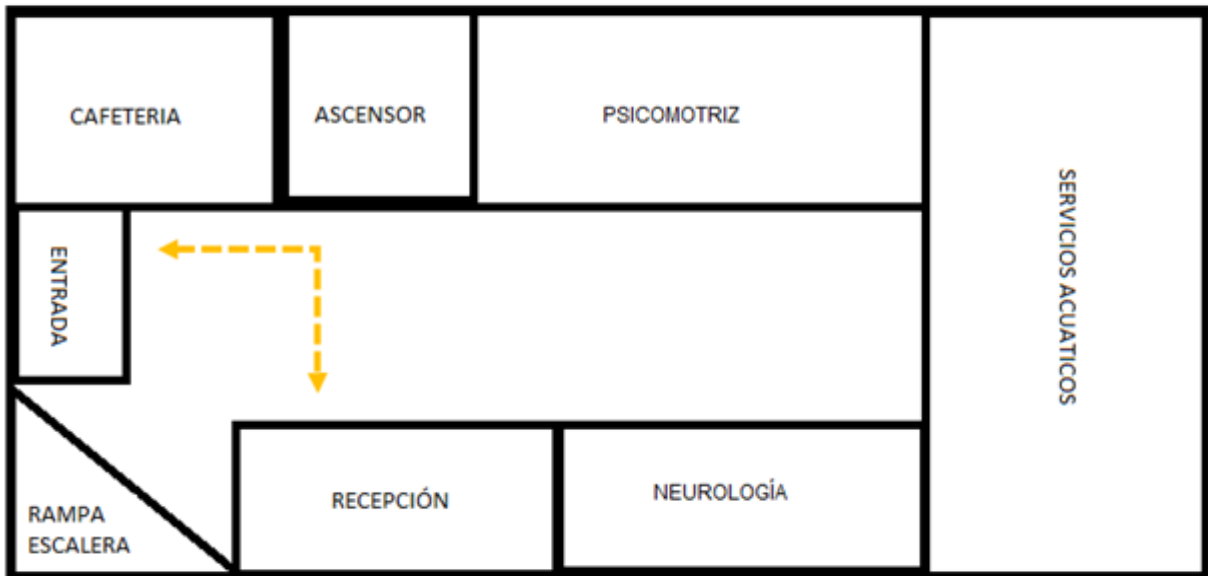 CAFETERIA
ASCENSOR
PSICOMOTRIZ
SERVICIOS ACUATICOS
ENTRADA
RAMPA
ESCALERA
RECEPCIÓN
NEUROLOGÍA